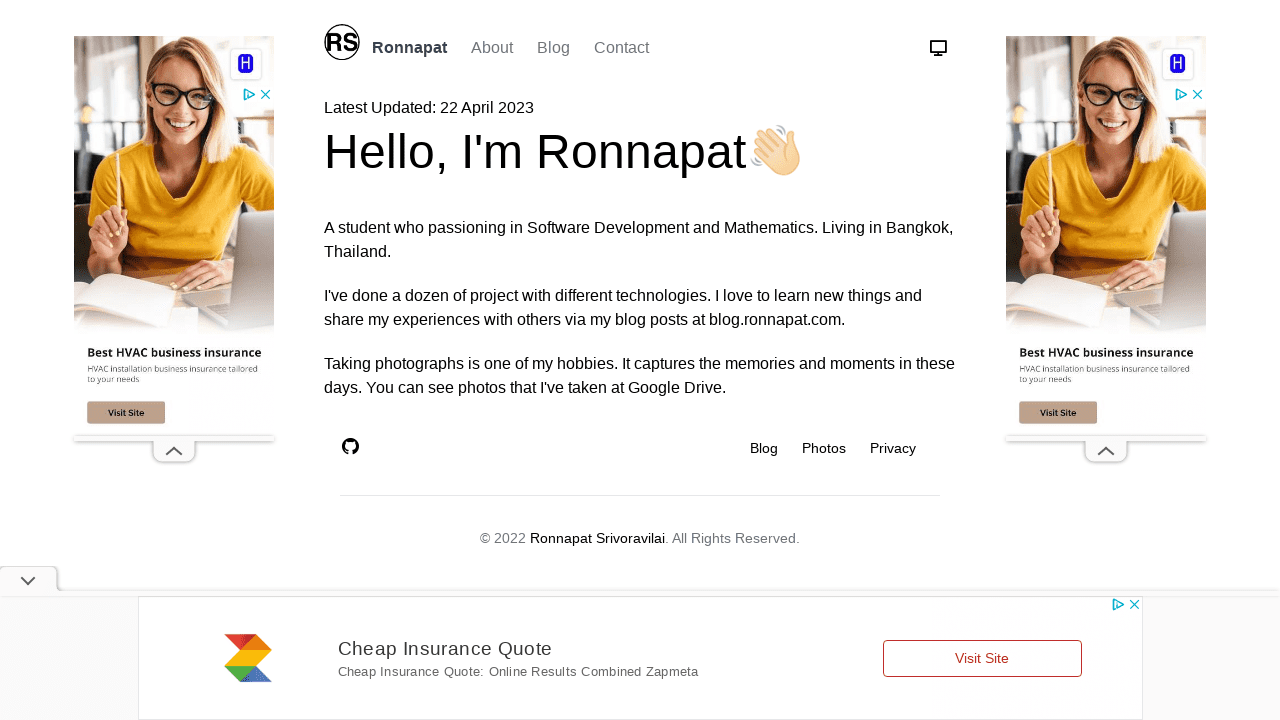 RS
Ronnapat
About
Blog
Contact
Latest Updated: 22 April 2023
Hello, I'm Ronnapat👋🏼
A student who passioning in Software Development and Mathematics. Living in Bangkok,
Thailand.
I've done a dozen of project with different technologies. I love to learn new things and
share my experiences with others via my blog posts at blog.ronnapat.com.
Taking photographs is one of my hobbies. It captures the memories and moments in these
days. You can see photos that I've taken at Google Drive.
Blog
Photos
Privacy
© 2022 Ronnapat Srivoravilai. All Rights Reserved.
H
Best HVAC business insurance
HVAC installation business insurance tailored
to your needs
Visit Site
H
Best HVAC business insurance
HVAC installation business insurance tailored
to your needs
Visit Site
Cheap Insurance Quote
Cheap Insurance Quote: Online Results Combined Zapmeta
Visit Site